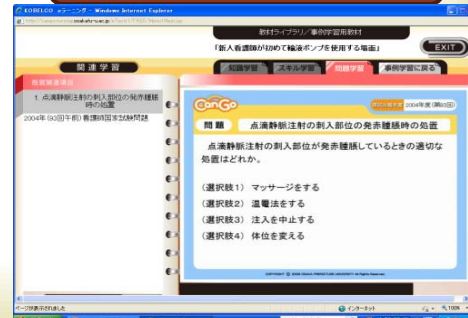 KOBELCO eラーニング - Windows Internet Explorer
教材ライブラリ/事例学習用教材
「新人看護師が初めて輸液ポンプを使用する場面」
EXIT
関連学習
知識学習
スキル学習
問題学習
事例学習に戻る
1. 点滴静脈注射の刺入部位の発赤腫脹時の処置
2004年 (93回午前) 看護師国家試験問題
CanGo
2004年度 (第93回)
問題
点滴静脈注射の刺入部位の発赤腫脹時の処置
点滴静脈注射の刺入部位が発赤腫脹しているときの適切な
処置はどれか。
(選択肢1) マッサージをする
(選択肢2) 温罨法をする
(選択肢3) 注入を中止する
(選択肢4) 体位を変える
ページが表示されました
インターネット
100%